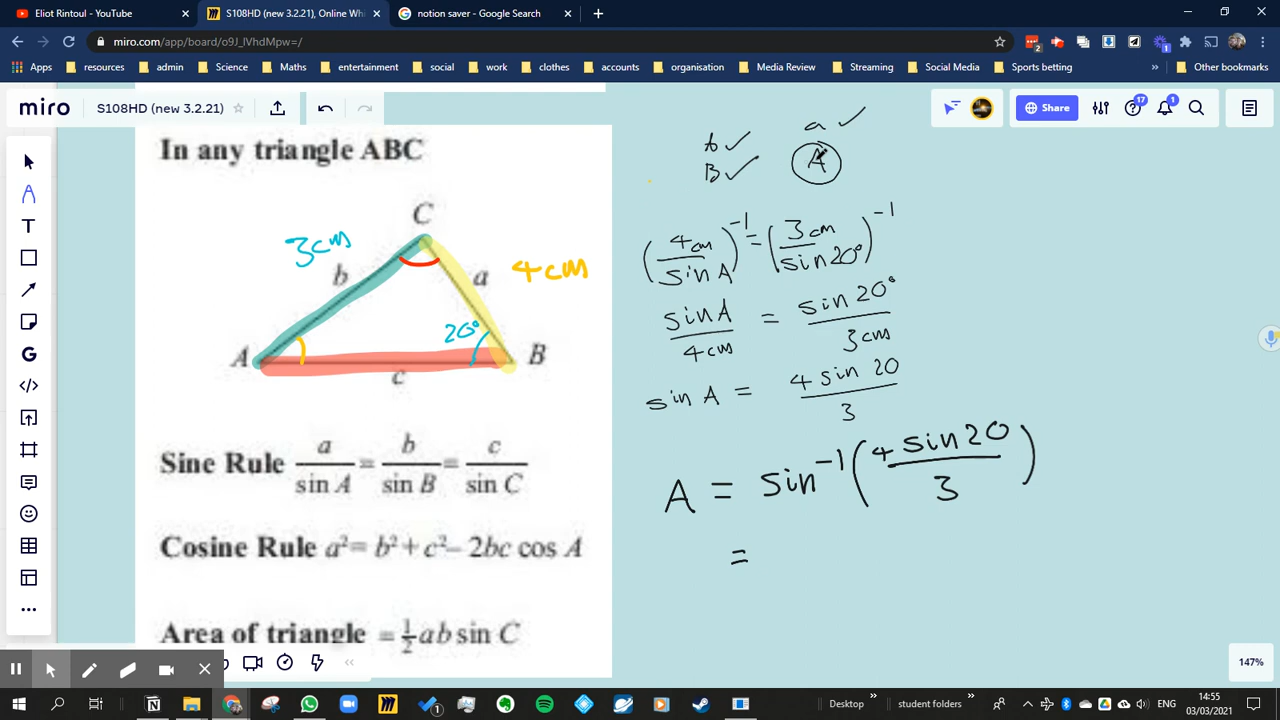 Eliot Rintoul - YouTube
S108HD (new 3.2.21), Online Wh
notion saver - Google Search
miro.com/app/board/o9J_lVhdMpw=/
Apps resources admin Science Maths entertainment social work clothes accounts organisation Media Review Streaming Social Media Sports betting » Other bookmarks
miro S108HD (new 3.2.21) Share 17 1
In any triangle ABC
C
3cm
b
a
4cm
20°
A
B
c
Sine Rule a/sin A = b/sin B = c/sin C
Cosine Rule a² = b² + c² – 2bc cos A
Area of triangle = ½ ab sin C
b ✓ a ✓
B ✓ A
(4cm/sin A)⁻¹ = (3cm/sin 20°)⁻¹
sin A/4cm = sin 20°/3cm
sin A = 4 sin 20/3
A = sin⁻¹(4 sin 20/3)
=
147%
Desktop » student folders » ENG 14:55
03/03/2021